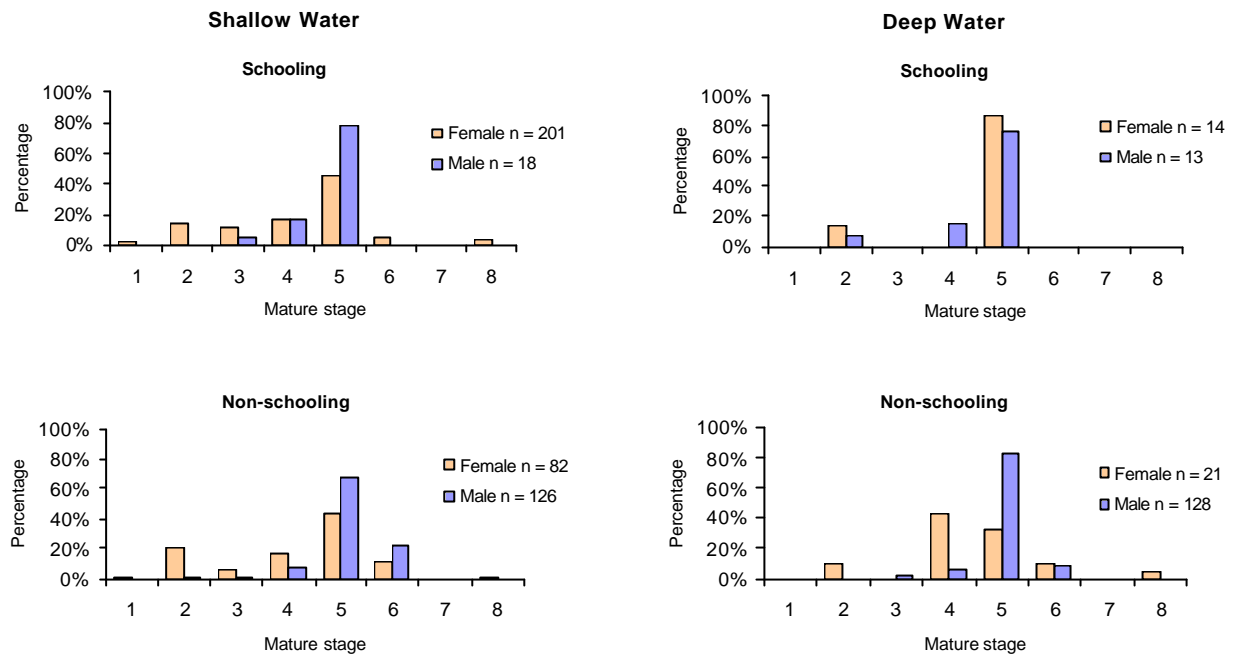 Shallow Water
Deep Water
Schooling
100%
80%
60%
40%
20%
0%
Percentage
Female n = 201
Male n = 18
1 2 3 4 5 6 7 8
Mature stage
Schooling
100%
80%
60%
40%
20%
0%
Percentage
Female n = 14
Male n = 13
1 2 3 4 5 6 7 8
Mature stage
Non-schooling
100%
80%
60%
40%
20%
0%
Percentage
Female n = 82
Male n = 126
1 2 3 4 5 6 7 8
Mature stage
Non-schooling
100%
80%
60%
40%
20%
0%
Percentage
Female n = 21
Male n = 128
1 2 3 4 5 6 7 8
Mature stage